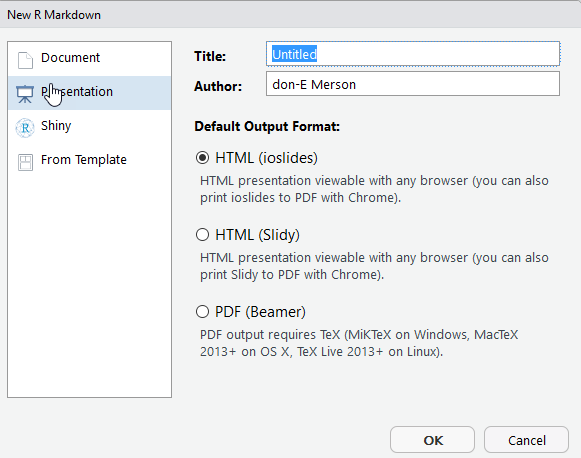 New R Markdown
Document
Presentation
Shiny
From Template
Title:
Untitled
Author:
don-E Merson
Default Output Format:
HTML (ioslides)
HTML presentation viewable with any browser (you can also
print ioslides to PDF with Chrome).
HTML (Slidy)
HTML presentation viewable with any browser (you can also
print Slidy to PDF with Chrome).
PDF (Beamer)
PDF output requires TeX (MiKTeX on Windows, MacTeX
2013+ on OS X, TeX Live 2013+ on Linux).
OK
Cancel